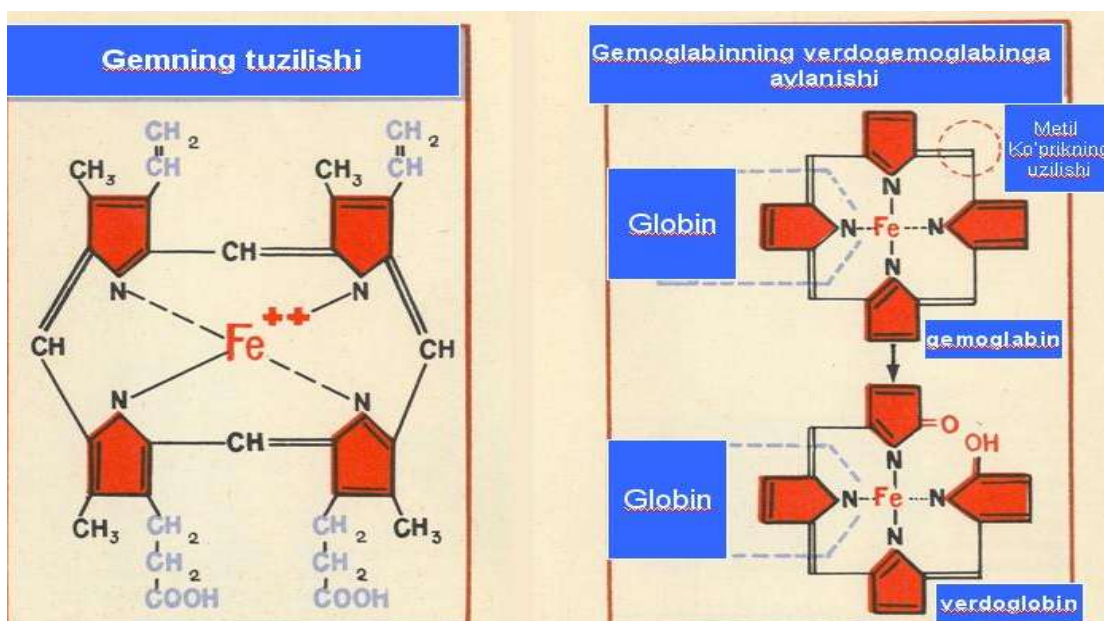 Gemning tuzilishi
CH2 CH2
CH CH
CH3 CH3
CH
N N
Fe++
CH CH
N N
CH
CH3 CH3
CH2 CH2
CH2 CH2
COOH COOH
Gemoglabinning verdogemoglabinga
aylanishi
Metil
Ko'prikning
uzilishi
Globin
N
N Fe N
N
gemoglabin
O
OH
Globin
N
N Fe N
N
verdoglobin